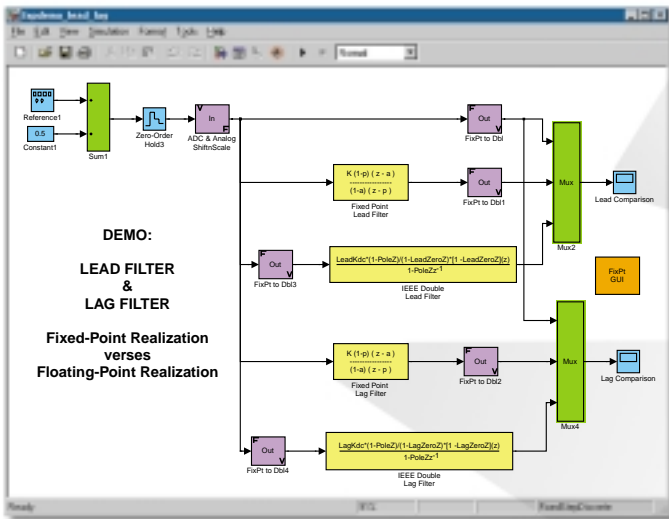 File Edit View Simulation Format Tools Help
Normal
Reference1
0.5
Constant1
Sum1
Zero-Order
Hold3
V
In
F
ADC & Analog
ShiftnScale
F
Out
V
FixPt to Dbl
K (1-p) ( z - a )
-----------------
(1-a) ( z - p )
Fixed Point
Lead Filter
F
Out
V
FixPt to Dbl1
Mux
Mux2
Lead Comparison
DEMO:
LEAD FILTER
&
LAG FILTER
Fixed-Point Realization
verses
Floating-Point Realization
F
Out
V
FixPt to Dbl3
LeadKdc*(1-PoleZ)/(1-LeadZeroZ)*[1 -LeadZeroZ](z)
1-PoleZz-1
IEEE Double
Lead Filter
FixPt
GUI
K (1-p) ( z - a )
-----------------
(1-a) ( z - p )
Fixed Point
Lag Filter
F
Out
V
FixPt to Dbl2
Mux
Mux4
Lag Comparison
F
Out
V
FixPt to Dbl4
LagKdc*(1-PoleZ)/(1-LagZeroZ)*[1 -LagZeroZ](z)
1-PoleZz-1
IEEE Double
Lag Filter
Ready
FixedStepDiscrete